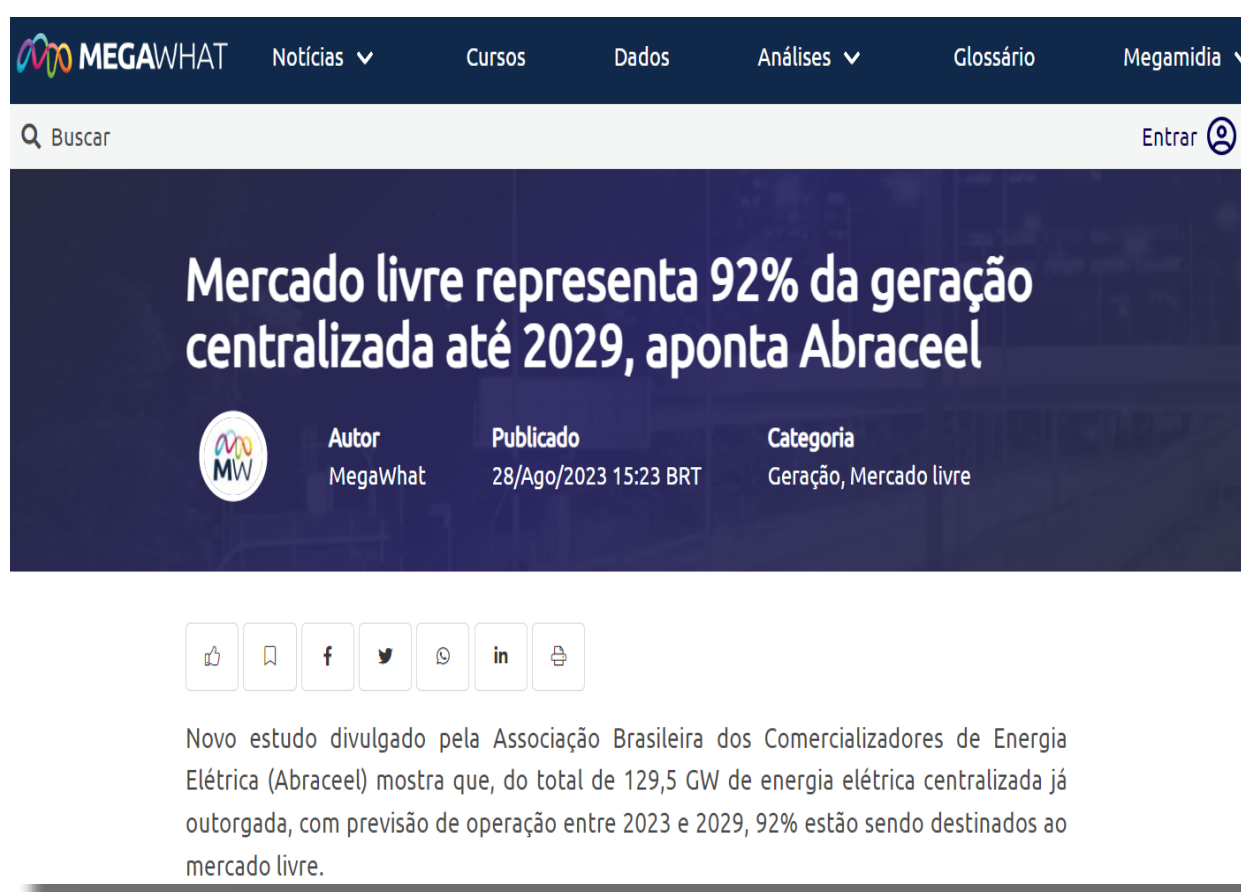 MEGAWHAT Notícias Cursos Dados Análises Glossário Megamidia
Buscar Entrar
Mercado livre representa 92% da geração
centralizada até 2029, aponta Abraceel
MW
Autor Publicado Categoria
MegaWhat 28/Ago/2023 15:23 BRT Geração, Mercado livre
f in
Novo estudo divulgado pela Associação Brasileira dos Comercializadores de Energia
Elétrica (Abraceel) mostra que, do total de 129,5 GW de energia elétrica centralizada já
outorgada, com previsão de operação entre 2023 e 2029, 92% estão sendo destinados ao
mercado livre.